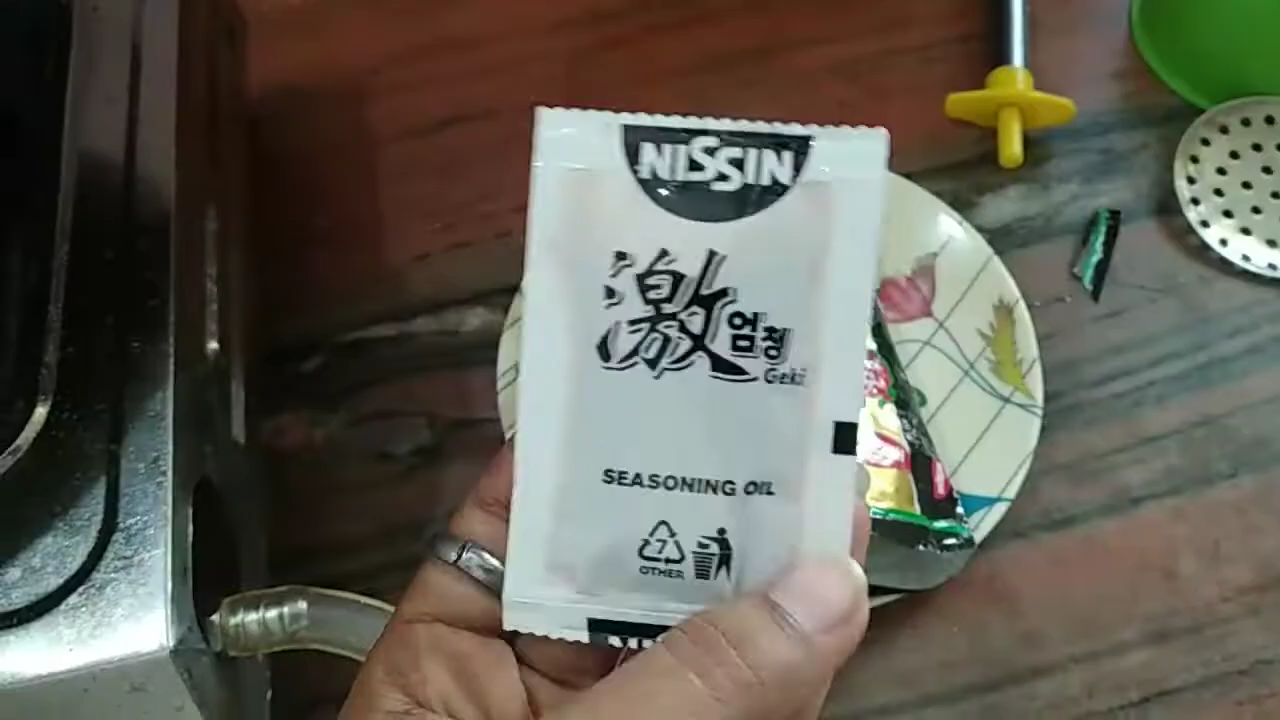 NISSIN
激 엄청
Geki
SEASONING OIL
7
OTHER